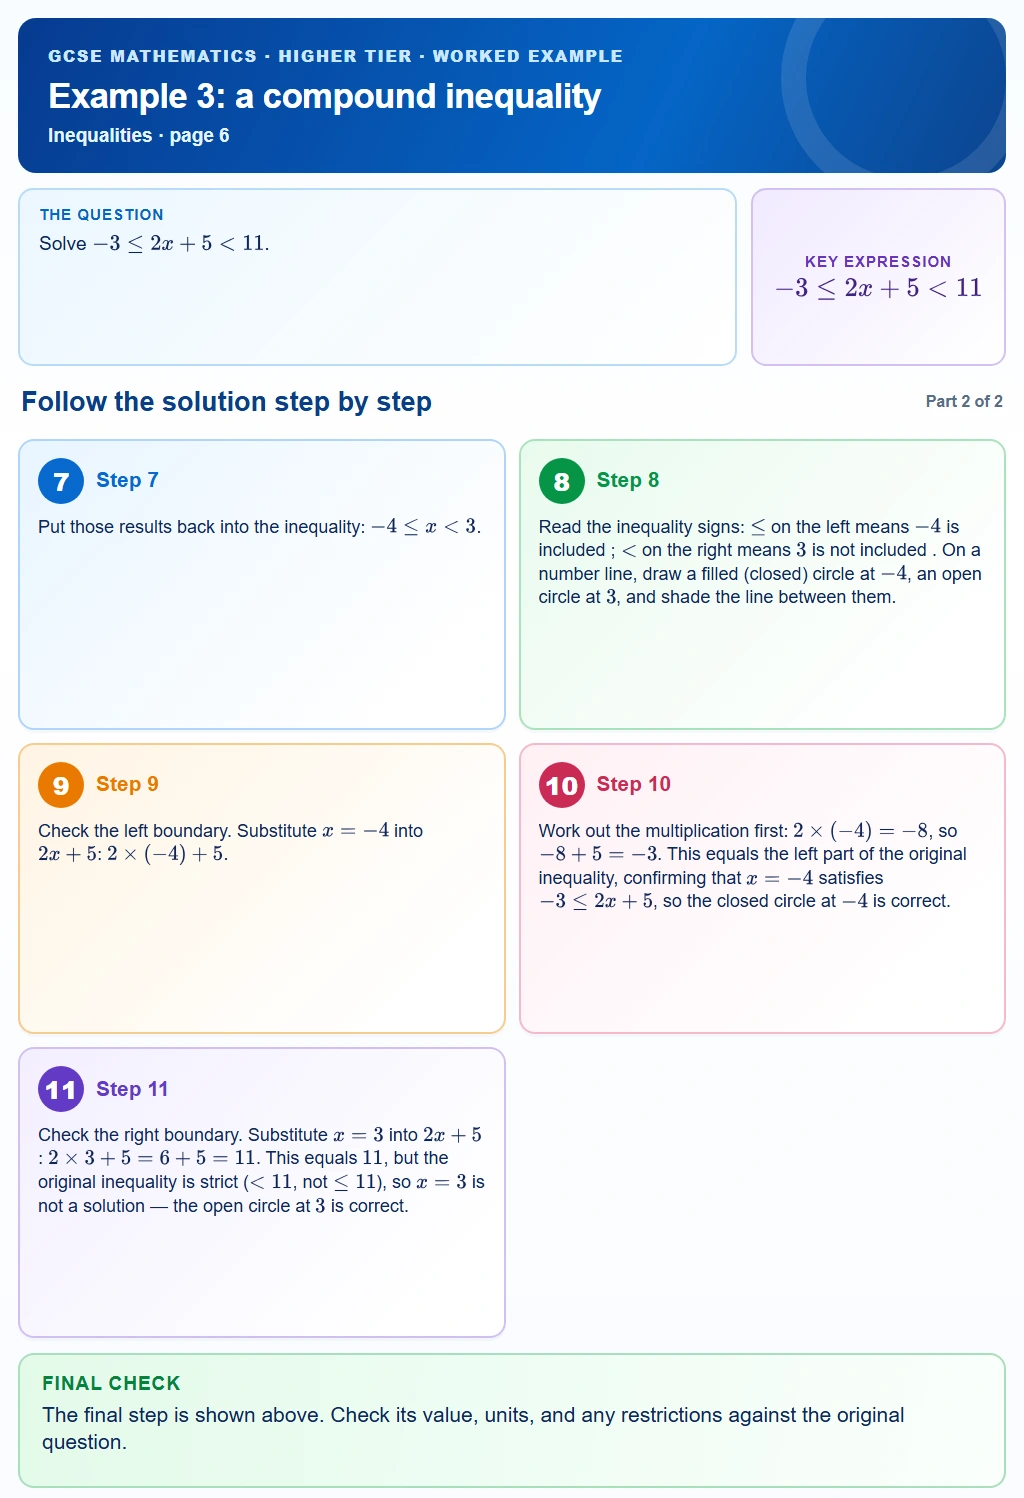 GCSE MATHEMATICS · HIGHER TIER · WORKED EXAMPLE
Example 3: a compound inequality
Inequalities · page 6
THE QUESTION
Solve −3 ≤ 2x + 5 < 11.
KEY EXPRESSION
−3 ≤ 2x + 5 < 11
Follow the solution step by step
Part 2 of 2
7 Step 7
Put those results back into the inequality: −4 ≤ x < 3.
8 Step 8
Read the inequality signs: ≤ on the left means −4 is
included ; < on the right means 3 is not included . On a
number line, draw a filled (closed) circle at −4, an open
circle at 3, and shade the line between them.
9 Step 9
Check the left boundary. Substitute x = −4 into
2x + 5: 2 × (−4) + 5.
10 Step 10
Work out the multiplication first: 2 × (−4) = −8, so
−8 + 5 = −3. This equals the left part of the original
inequality, confirming that x = −4 satisfies
−3 ≤ 2x + 5, so the closed circle at −4 is correct.
11 Step 11
Check the right boundary. Substitute x = 3 into 2x + 5
: 2 × 3 + 5 = 6 + 5 = 11. This equals 11, but the
original inequality is strict (< 11, not ≤ 11), so x = 3 is
not a solution — the open circle at 3 is correct.
FINAL CHECK
The final step is shown above. Check its value, units, and any restrictions against the original
question.